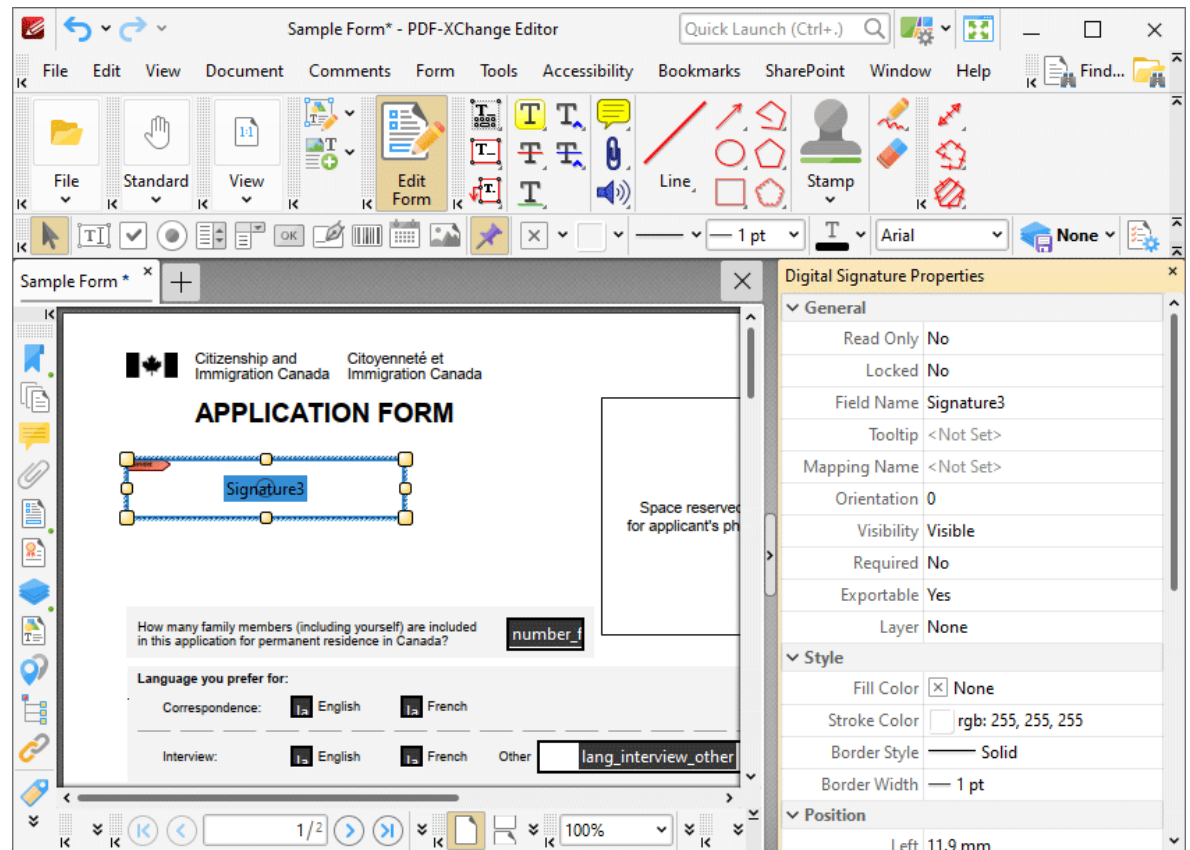 Sample Form* - PDF-XChange Editor
Quick Launch (Ctrl+.)
File Edit View Document Comments Form Tools Accessibility Bookmarks SharePoint Window Help
Find...
1:1
T
File Standard View Edit Form Line Stamp
OK
1 pt
T
Arial
None
Sample Form *
Digital Signature Properties
Citizenship and Citoyenneté et
Immigration Canada Immigration Canada
APPLICATION FORM
Signature3
Space reserved
for applicant's ph
How many family members (including yourself) are included
in this application for permanent residence in Canada?
number_f
Language you prefer for:
Correspondence: la English la French
Interview: la English la French Other lang_interview_other
1/2
100%
General
Read Only No
Locked No
Field Name Signature3
Tooltip <Not Set>
Mapping Name <Not Set>
Orientation 0
Visibility Visible
Required No
Exportable Yes
Layer None
Style
Fill Color None
Stroke Color rgb: 255, 255, 255
Border Style Solid
Border Width 1 pt
Position
Left 11.9 mm